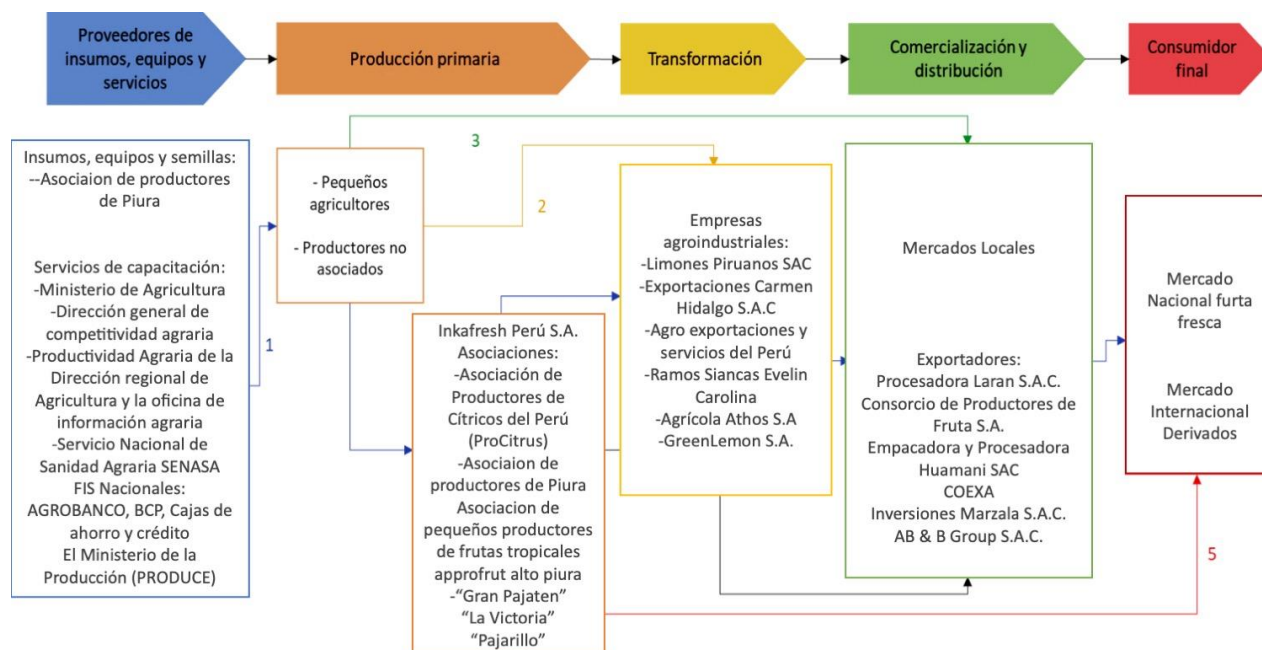 Proveedores de
insumos, equipos y
servicios
Producción primaria
Transformación
Comercialización y
distribución
Consumidor
final
Insumos, equipos y semillas:
--Asociaion de productores
de Piura
Servicios de capacitación:
-Ministerio de Agricultura
-Dirección general de
competitividad agraria
-Productividad Agraria de la
Dirección regional de
Agricultura y la oficina de
información agraria
-Servicio Nacional de
Sanidad Agraria SENASA
FIS Nacionales:
AGROBANCO, BCP, Cajas de
ahorro y crédito
El Ministerio de la
Producción (PRODUCE)
1
- Pequeños
agricultores
- Productores no
asociados
3
2
Inkafresh Perú S.A.
Asociaciones:
-Asociación de
Productores de
Cítricos del Perú
(ProCitrus)
-Asociaion de
productores de Piura
Asociacion de
pequeños productores
de frutas tropicales
approfrut alto piura
-“Gran Pajaten”
“La Victoria”
“Pajarillo”
Empresas
agroindustriales:
-Limones Piruanos SAC
-Exportaciones Carmen
Hidalgo S.A.C
-Agro exportaciones y
servicios del Perú
-Ramos Siancas Evelin
Carolina
-Agrícola Athos S.A
-GreenLemon S.A.
Mercados Locales
Exportadores:
Procesadora Laran S.A.C.
Consorcio de Productores de
Fruta S.A.
Empacadora y Procesadora
Huamani SAC
COEXA
Inversiones Marzala S.A.C.
AB & B Group S.A.C.
Mercado
Nacional furta
fresca
Mercado
Internacional
Derivados
5